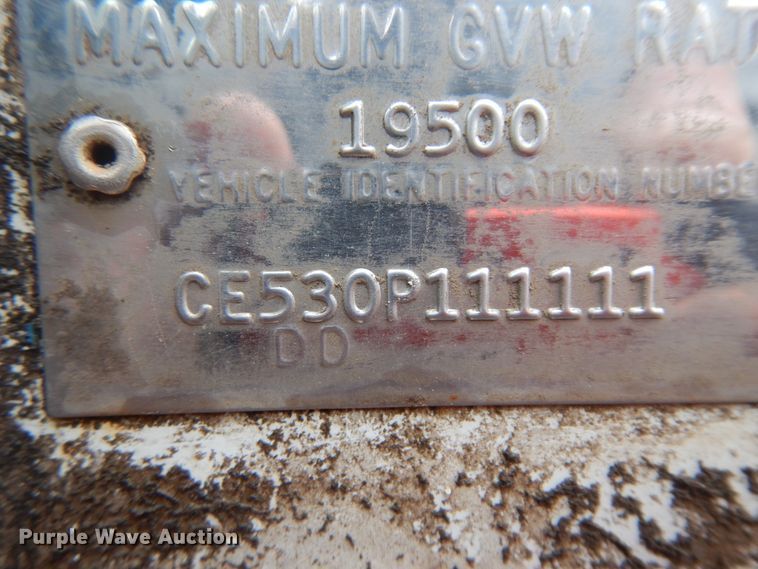 MAXIMUM GVW RAT
19500
VEHICLE IDENTIFICATION NUMBE
CE530P111111
DD
Purple Wave Auction